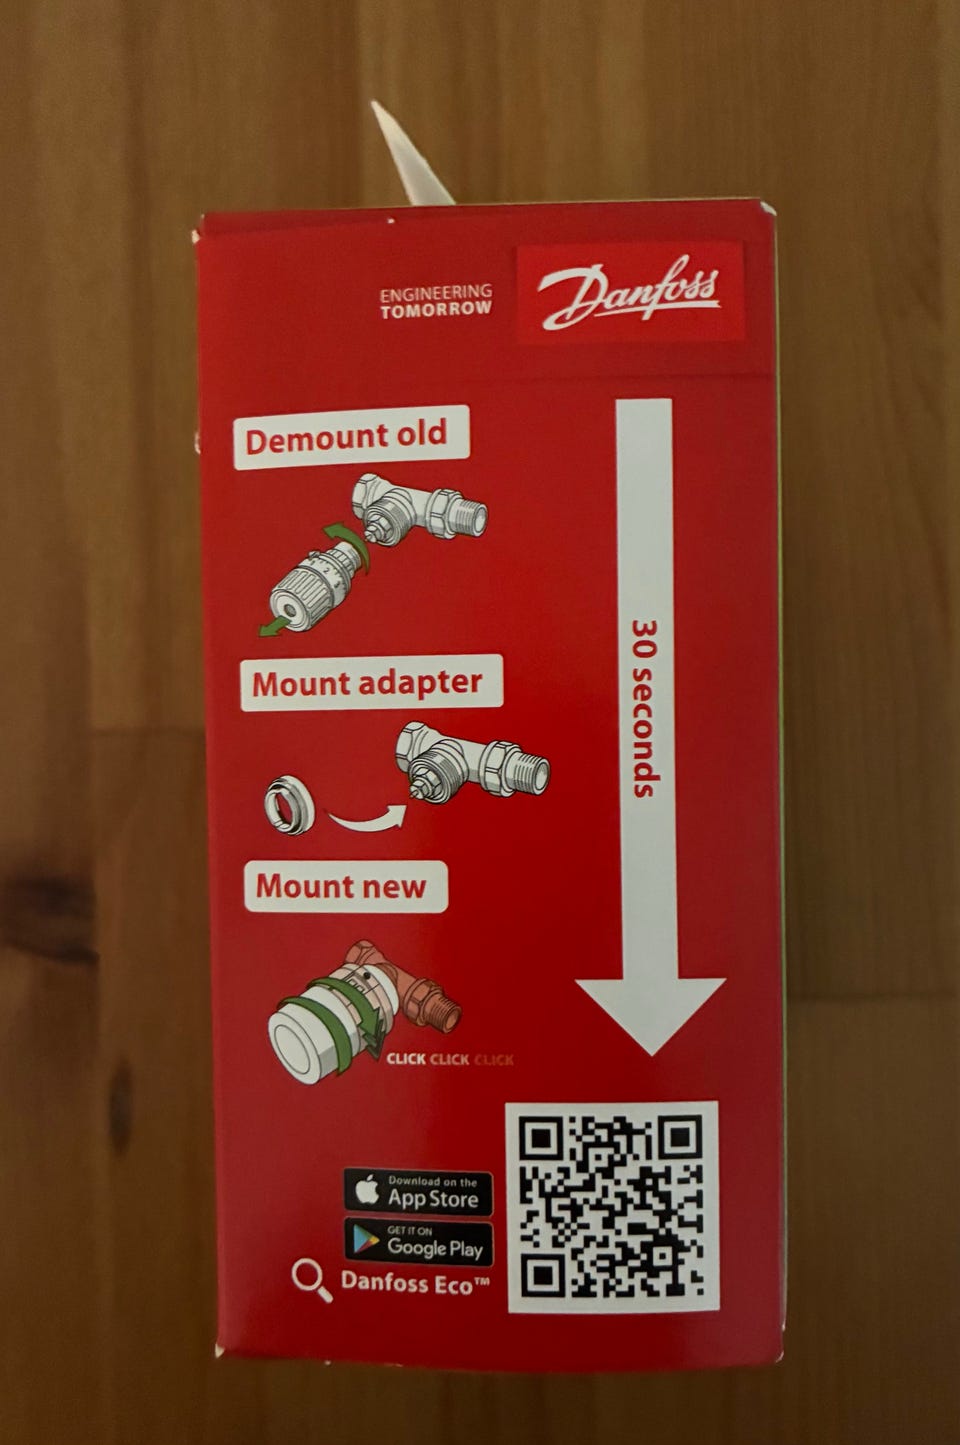 ENGINEERING
TOMORROW
Danfoss
Demount old
Mount adapter
30 seconds
Mount new
CLICK CLICK CLICK
Download on the
App Store
GET IT ON
Google Play
Danfoss Eco™